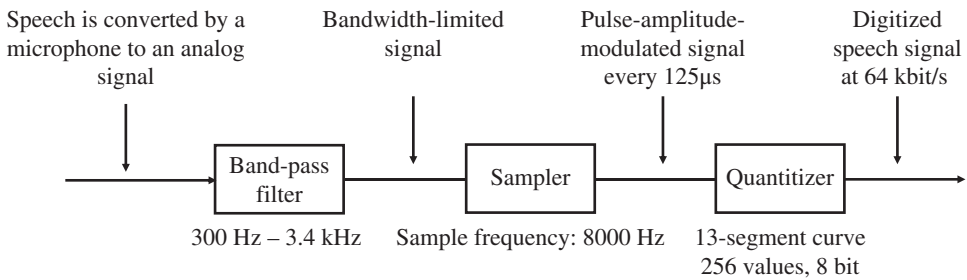 Speech is converted by a
microphone to an analog
signal
Bandwidth-limited
signal
Pulse-amplitude-
modulated signal
every 125μs
Digitized
speech signal
at 64 kbit/s
Band-pass
filter
Sampler
Quantitizer
300 Hz – 3.4 kHz
Sample frequency: 8000 Hz
13-segment curve
256 values, 8 bit